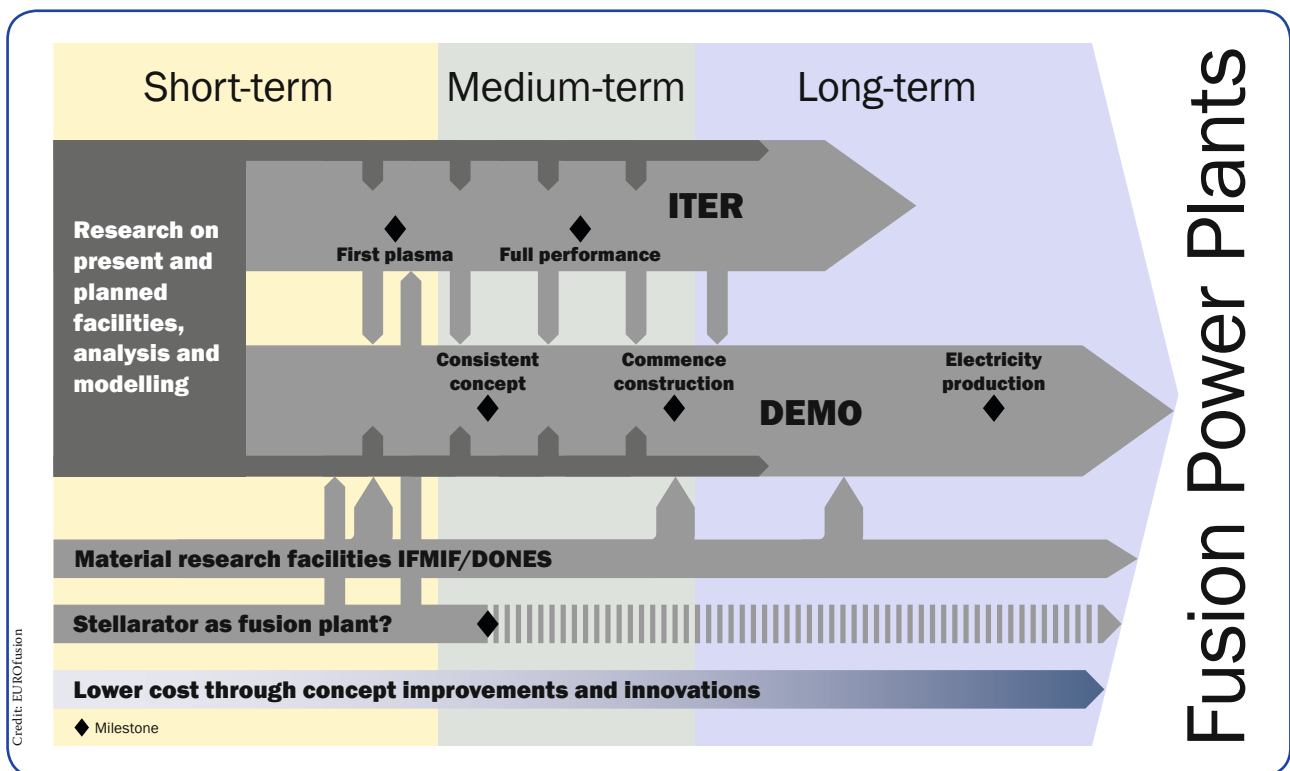 Short-term
Medium-term
Long-term
Research on
present and
planned
facilities,
analysis and
modelling
ITER
First plasma
Full performance
Consistent
concept
Commence
construction
Electricity
production
DEMO
Material research facilities IFMIF/DONES
Stellarator as fusion plant?
Lower cost through concept improvements and innovations
Milestone
Fusion Power Plants
Credit: EUROfusion